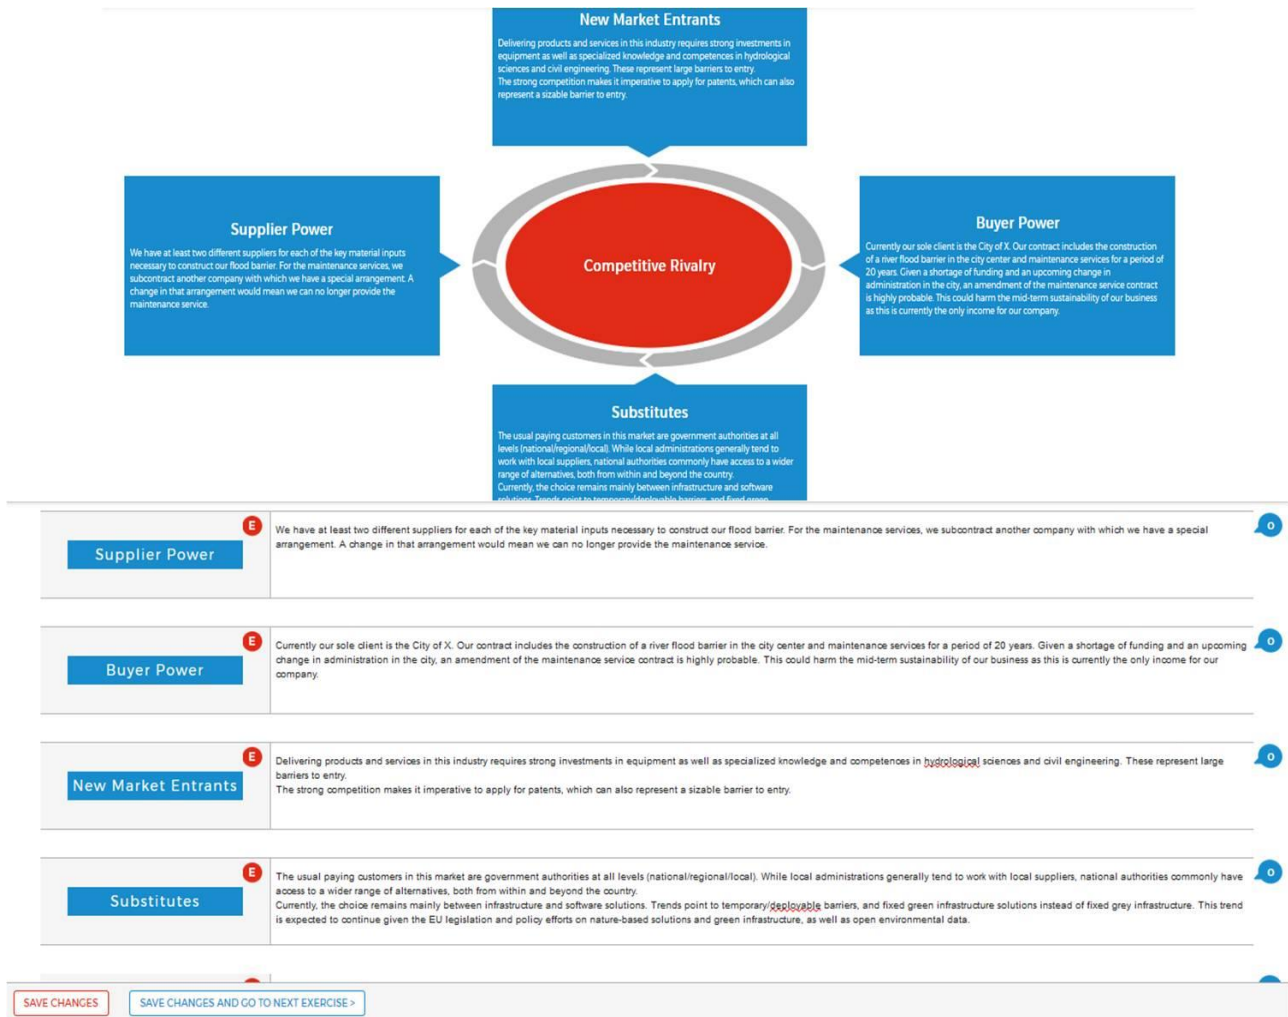 New Market Entrants
Delivering products and services in this industry requires strong investments in
equipment as well as specialized knowledge and competences in hydrological
sciences and civil engineering. These represent large barriers to entry.
The strong competition makes it imperative to apply for patents, which can also
represent a sizable barrier to entry.
Supplier Power
We have at least two different suppliers for each of the key material inputs
necessary to construct our flood barrier. For the maintenance services, we
subcontract another company with which we have a special arrangement. A
change in that arrangement would mean we can no longer provide the
maintenance service.
Competitive Rivalry
Buyer Power
Currently our sole client is the City of X. Our contract includes the construction
of a river flood barrier in the city center and maintenance services for a period of
20 years. Given a shortage of funding and an upcoming change in
administration in the city, an amendment of the maintenance service contract
is highly probable. This could harm the mid-term sustainability of our business
as this is currently the only income for our company.
Substitutes
The usual paying customers in this market are government authorities at all
levels (national/regional/local). While local administrations generally tend to
work with local suppliers, national authorities commonly have access to a wider
range of alternatives, both from within and beyond the country.
Currently, the choice remains mainly between infrastructure and software
solutions. Trends point to temporary/deployable barriers, and fixed green
Supplier Power
E
We have at least two different suppliers for each of the key material inputs necessary to construct our flood barrier. For the maintenance services, we subcontract another company with which we have a special
arrangement. A change in that arrangement would mean we can no longer provide the maintenance service.
0
Buyer Power
E
Currently our sole client is the City of X. Our contract includes the construction of a river flood barrier in the city center and maintenance services for a period of 20 years. Given a shortage of funding and an upcoming
change in administration in the city, an amendment of the maintenance service contract is highly probable. This could harm the mid-term sustainability of our business as this is currently the only income for our
company.
0
New Market Entrants
E
Delivering products and services in this industry requires strong investments in equipment as well as specialized knowledge and competences in hydrological sciences and civil engineering. These represent large
barriers to entry.
The strong competition makes it imperative to apply for patents, which can also represent a sizable barrier to entry.
0
Substitutes
E
The usual paying customers in this market are government authorities at all levels (national/regional/local). While local administrations generally tend to work with local suppliers, national authorities commonly have
access to a wider range of alternatives, both from within and beyond the country.
Currently, the choice remains mainly between infrastructure and software solutions. Trends point to temporary/deployable barriers, and fixed green infrastructure solutions instead of fixed grey infrastructure. This trend
is expected to continue given the EU legislation and policy efforts on nature-based solutions and green infrastructure, as well as open environmental data.
0
SAVE CHANGES
SAVE CHANGES AND GO TO NEXT EXERCISE >